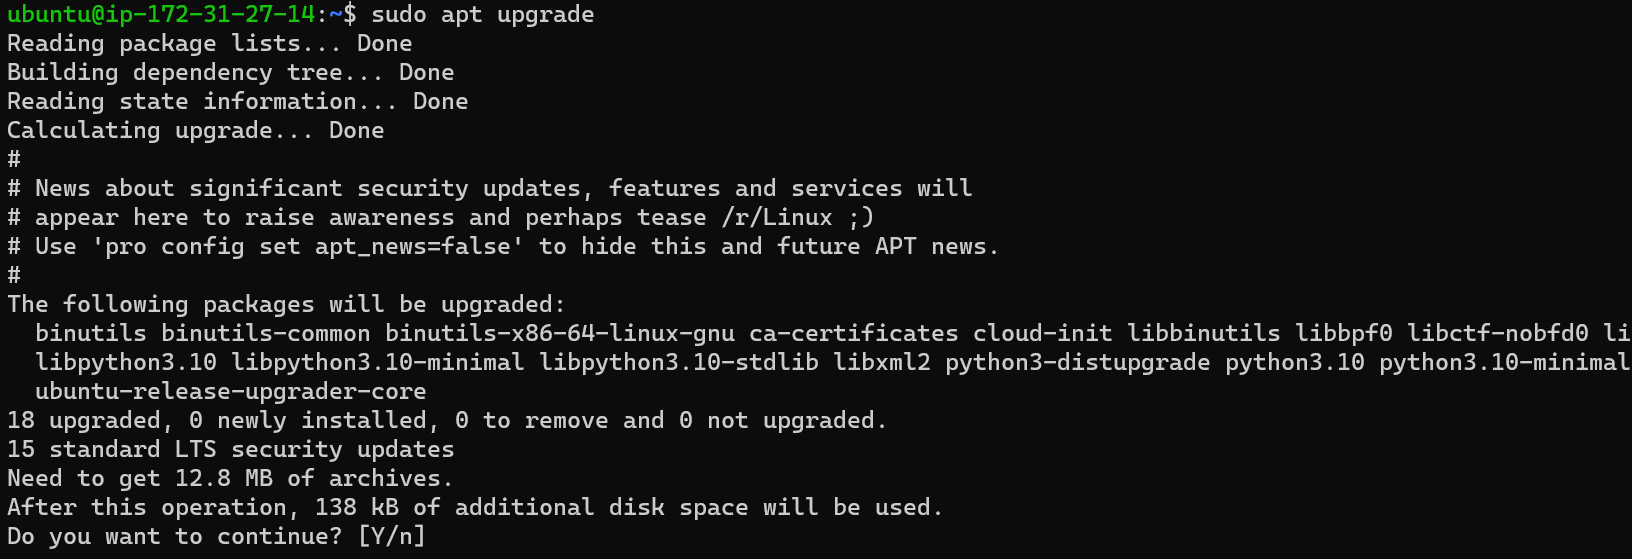 ubuntu@ip-172-31-27-14:~$ sudo apt upgrade
Reading package lists... Done
Building dependency tree... Done
Reading state information... Done
Calculating upgrade... Done
#
# News about significant security updates, features and services will
# appear here to raise awareness and perhaps tease /r/Linux ;)
# Use 'pro config set apt_news=false' to hide this and future APT news.
#
The following packages will be upgraded:
  binutils binutils-common binutils-x86-64-linux-gnu ca-certificates cloud-init libbinutils libbpf0 libctf-nobfd0 li
  libpython3.10 libpython3.10-minimal libpython3.10-stdlib libxml2 python3-distupgrade python3.10 python3.10-minimal
  ubuntu-release-upgrader-core
18 upgraded, 0 newly installed, 0 to remove and 0 not upgraded.
15 standard LTS security updates
Need to get 12.8 MB of archives.
After this operation, 138 kB of additional disk space will be used.
Do you want to continue? [Y/n]